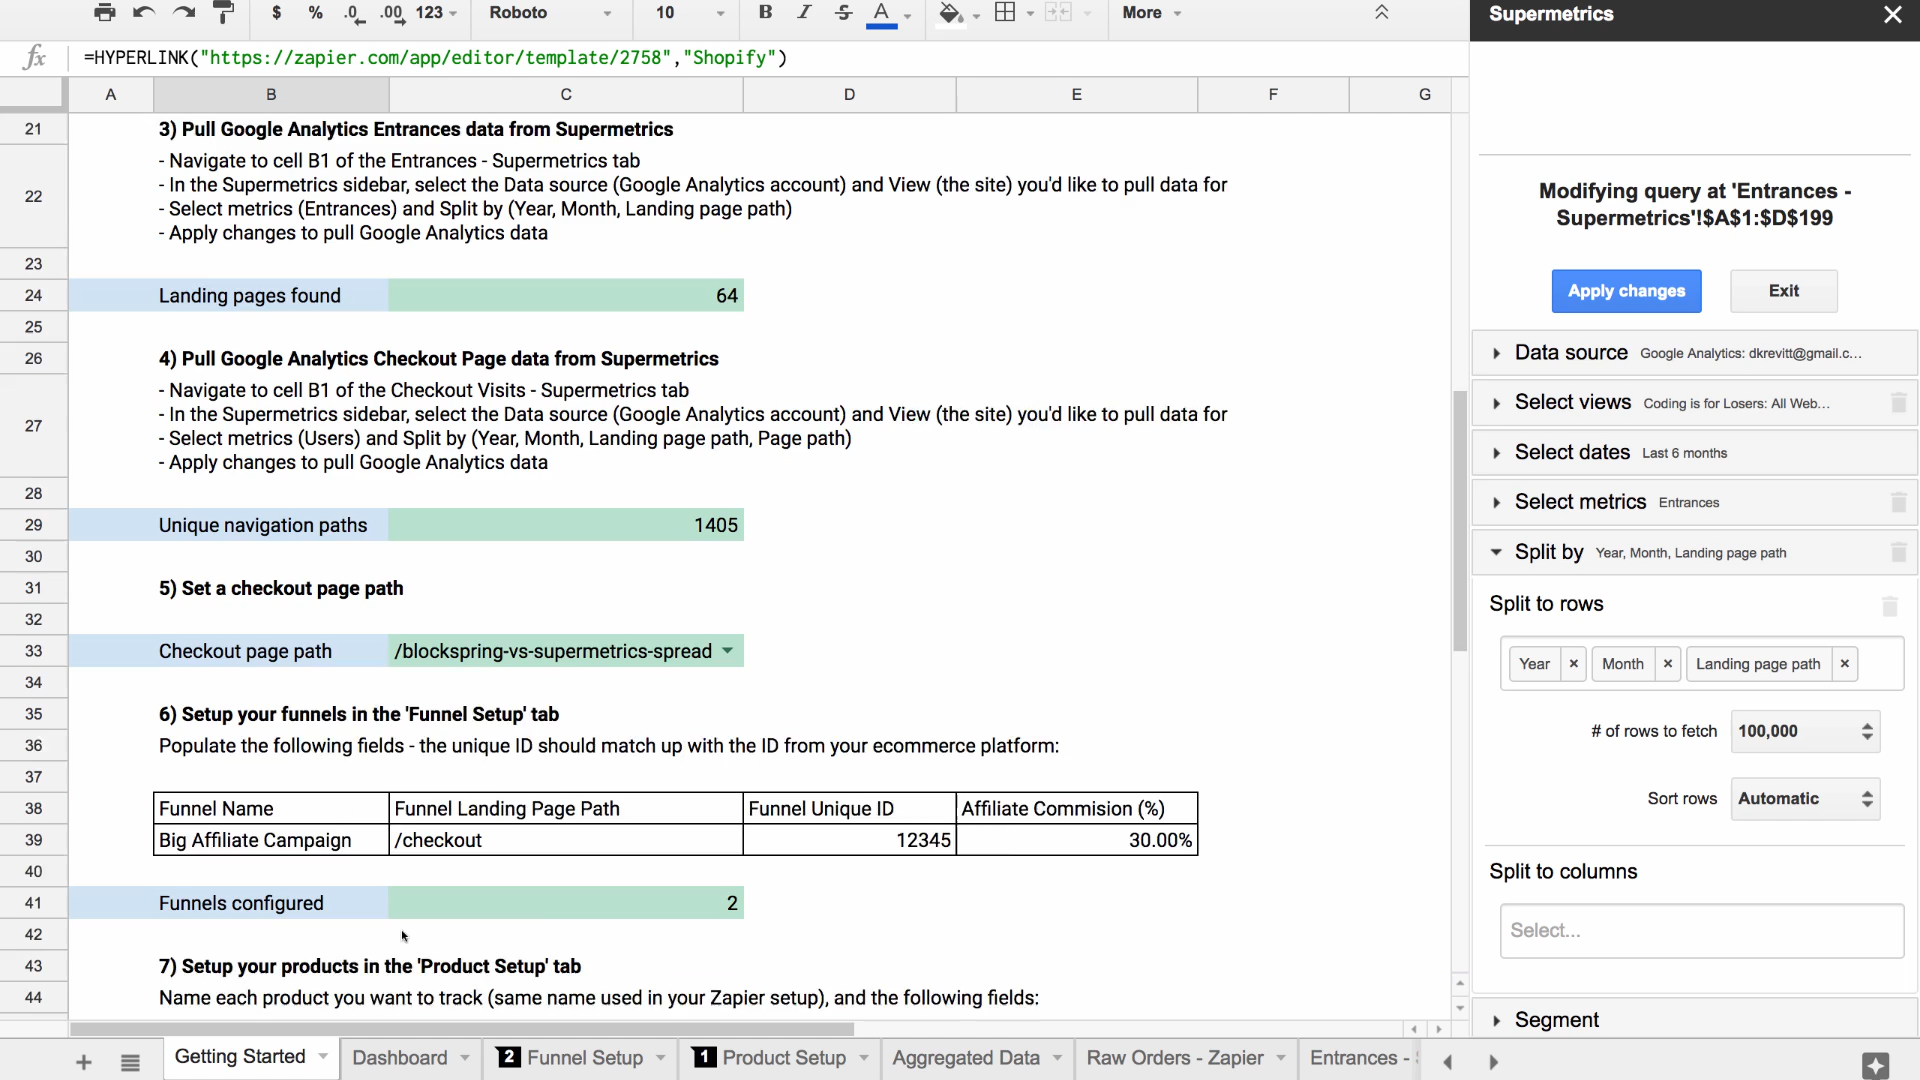 $ % .0 .00 123 Roboto 10 B I S A More
fx =HYPERLINK("https://zapier.com/app/editor/template/2758","Shopify")
A B C D E F G
21 3) Pull Google Analytics Entrances data from Supermetrics
22 - Navigate to cell B1 of the Entrances - Supermetrics tab
- In the Supermetrics sidebar, select the Data source (Google Analytics account) and View (the site) you'd like to pull data for
- Select metrics (Entrances) and Split by (Year, Month, Landing page path)
- Apply changes to pull Google Analytics data
23
24 Landing pages found 64
25
26 4) Pull Google Analytics Checkout Page data from Supermetrics
27 - Navigate to cell B1 of the Checkout Visits - Supermetrics tab
- In the Supermetrics sidebar, select the Data source (Google Analytics account) and View (the site) you'd like to pull data for
- Select metrics (Users) and Split by (Year, Month, Landing page path, Page path)
- Apply changes to pull Google Analytics data
28
29 Unique navigation paths 1405
30
31 5) Set a checkout page path
32
33 Checkout page path /blockspring-vs-supermetrics-spread
34
35 6) Setup your funnels in the 'Funnel Setup' tab
36 Populate the following fields - the unique ID should match up with the ID from your ecommerce platform:
37
38 Funnel Name Funnel Landing Page Path Funnel Unique ID Affiliate Commision (%)
39 Big Affiliate Campaign /checkout 12345 30.00%
40
41 Funnels configured 2
42
43 7) Setup your products in the 'Product Setup' tab
44 Name each product you want to track (same name used in your Zapier setup), and the following fields:
Getting Started Dashboard 2 Funnel Setup 1 Product Setup Aggregated Data Raw Orders - Zapier Entrances -
Supermetrics
Modifying query at 'Entrances -
Supermetrics'!$A$1:$D$199
Apply changes Exit
Data source Google Analytics: dkrevitt@gmail.c...
Select views Coding is for Losers: All Web...
Select dates Last 6 months
Select metrics Entrances
Split by Year, Month, Landing page path
Split to rows
Year × Month × Landing page path ×
# of rows to fetch 100,000
Sort rows Automatic
Split to columns
Select...
Segment